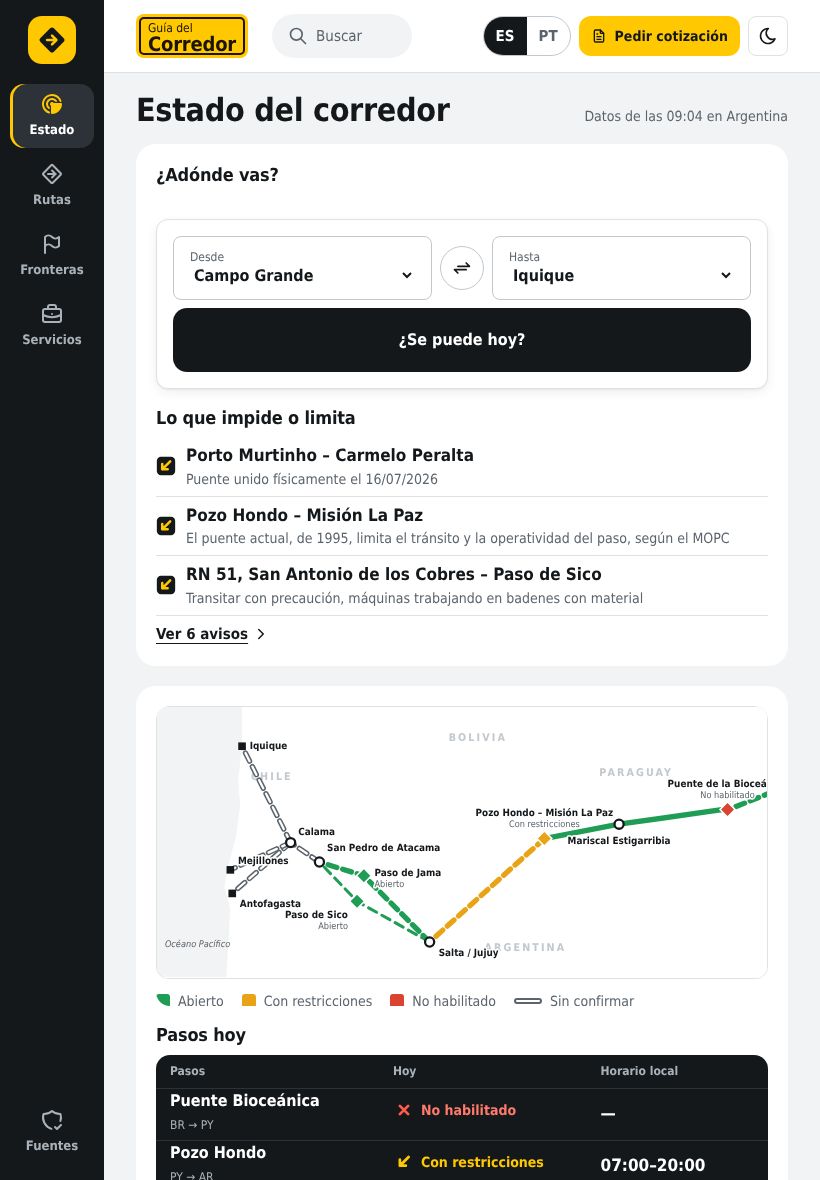 Guía del
Corredor
Buscar
ES
PT
Pedir cotización
Estado
Rutas
Fronteras
Servicios
Fuentes
Estado del corredor
Datos de las 09:04 en Argentina
¿Adónde vas?
Desde
Campo Grande
Hasta
Iquique
¿Se puede hoy?
Lo que impide o limita
Porto Murtinho – Carmelo Peralta
Puente unido físicamente el 16/07/2026
Pozo Hondo – Misión La Paz
El puente actual, de 1995, limita el tránsito y la operatividad del paso, según el MOPC
RN 51, San Antonio de los Cobres – Paso de Sico
Transitar con precaución, máquinas trabajando en badenes con material
Ver 6 avisos
BOLIVIA
Iquique
CHILE
PARAGUAY
Puente de la Bioceá
No habilitado
Pozo Hondo – Misión La Paz
Con restricciones
Calama
Mariscal Estigarribia
San Pedro de Atacama
Mejillones
Paso de Jama
Abierto
Antofagasta
Paso de Sico
Abierto
Océano Pacífico
ARGENTINA
Salta / Jujuy
Abierto
Con restricciones
No habilitado
Sin confirmar
Pasos hoy
Pasos
Hoy
Horario local
Puente Bioceánica
BR → PY
No habilitado
—
Pozo Hondo
PY → AR
Con restricciones
07:00–20:00